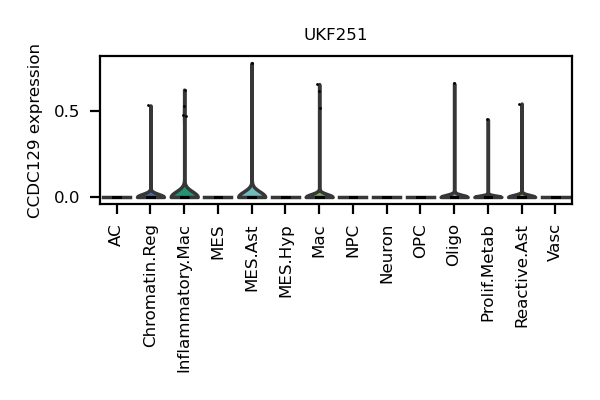 UKF251
CCDC129 expression
0.5
0.0
AC
Chromatin.Reg
Inflammatory.Mac
MES
MES.Ast
MES.Hyp
Mac
NPC
Neuron
OPC
Oligo
Prolif.Metab
Reactive.Ast
Vasc